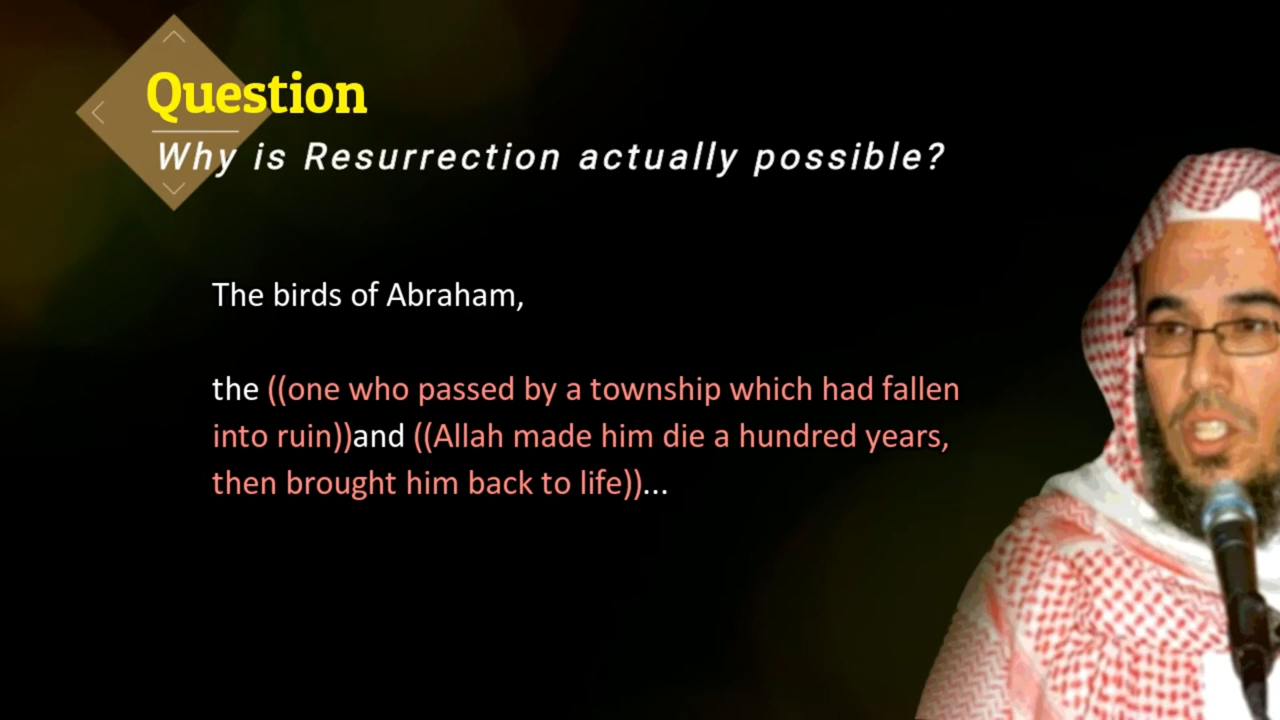 Question
Why is Resurrection actually possible?
The birds of Abraham,
the ((one who passed by a township which had fallen
into ruin))and ((Allah made him die a hundred years,
then brought him back to life))...